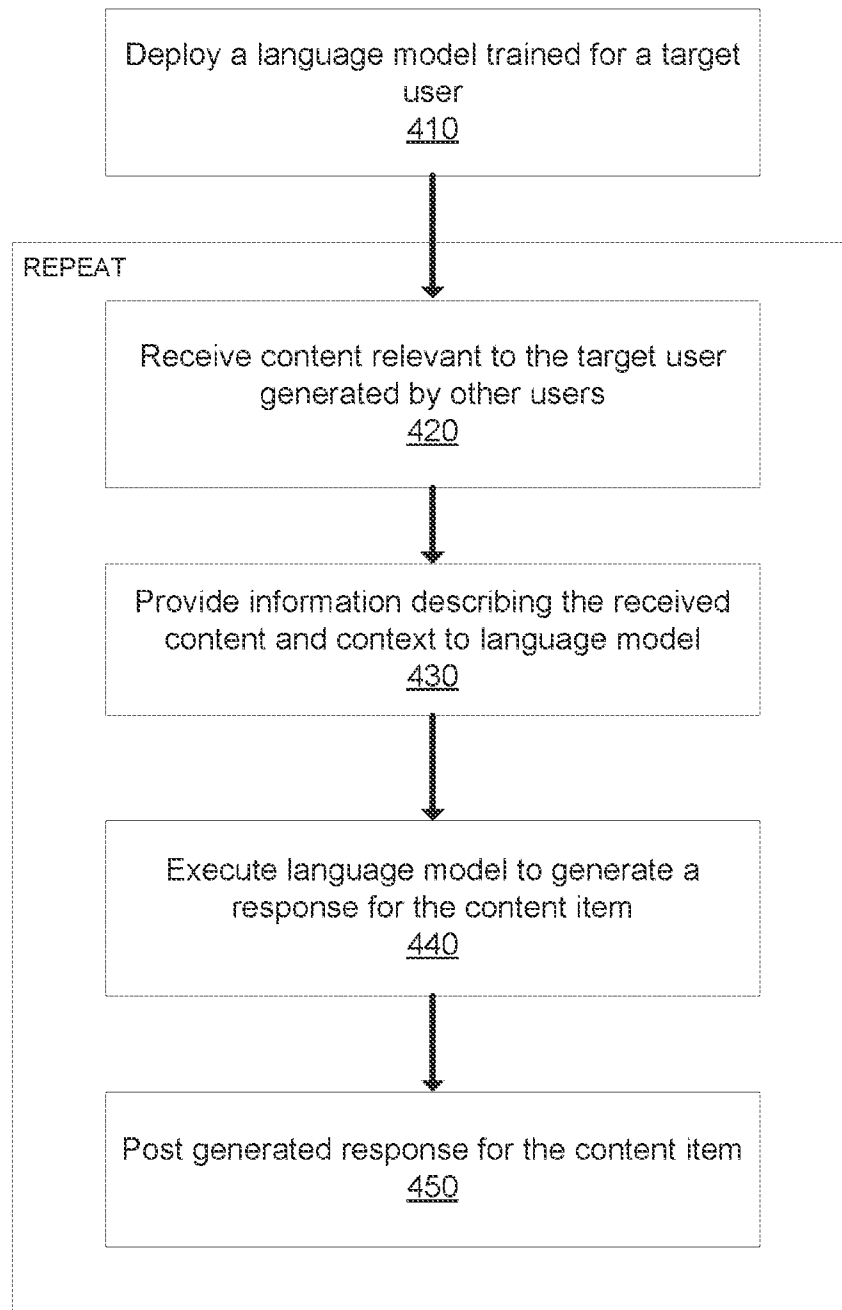 Deploy a language model trained for a target
user
410
REPEAT
Receive content relevant to the target user
generated by other users
420
Provide information describing the received
content and context to language model
430
Execute language model to generate a
response for the content item
440
Post generated response for the content item
450